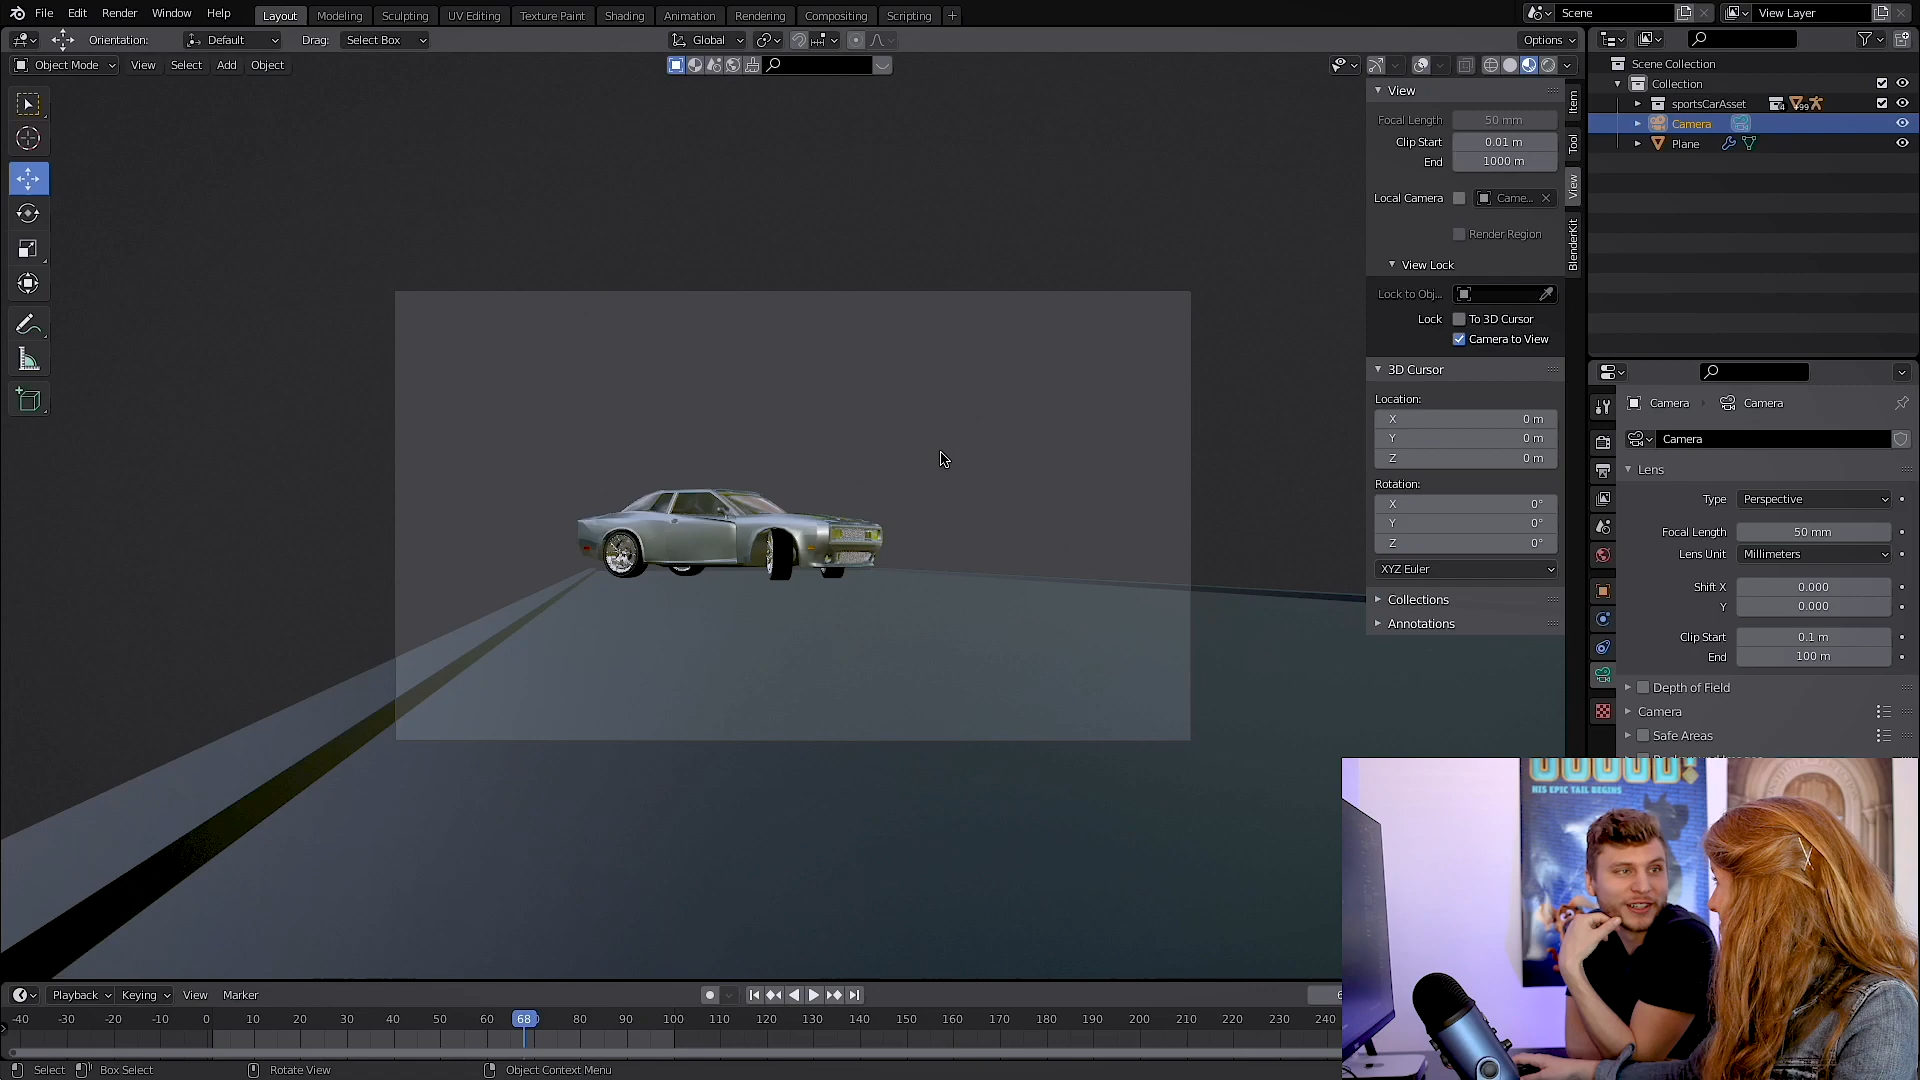 File Edit Render Window Help
Layout Modeling Sculpting UV Editing Texture Paint Shading Animation Rendering Compositing Scripting
Scene
View Layer
Orientation: Default Drag: Select Box
Global
Options
Object Mode View Select Add Object
View
Focal Length 50 mm
Clip Start 0.01 m
End 1000 m
Local Camera Came...
Render Region
View Lock
Lock to Obj...
Lock To 3D Cursor
Camera to View
3D Cursor
Location:
X 0 m
Y 0 m
Z 0 m
Rotation:
X 0°
Y 0°
Z 0°
XYZ Euler
Collections
Annotations
Item
Tool
View
BlenderKit
Scene Collection
Collection
sportsCarAsset
Camera
Plane
Camera Camera
Camera
Lens
Type Perspective
Focal Length 50 mm
Lens Unit Millimeters
Shift X 0.000
Y 0.000
Clip Start 0.1 m
End 100 m
Depth of Field
Camera
Safe Areas
HIS EPIC TAIL BEGINS
Playback Keying View Marker
-40 -30 -20 -10 0 10 20 30 40 50 60 68 80 90 100 110 120 130 140 150 160 170 180 190 200 210 220 230 240
Select Box Select Rotate View Object Context Menu